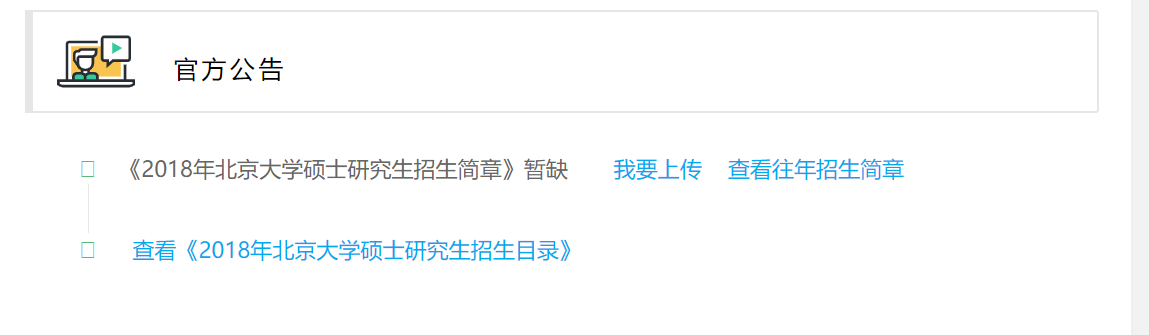 官方公告
《2018年北京大学硕士研究生招生简章》暂缺 我要上传 查看往年招生简章
查看《2018年北京大学硕士研究生招生目录》